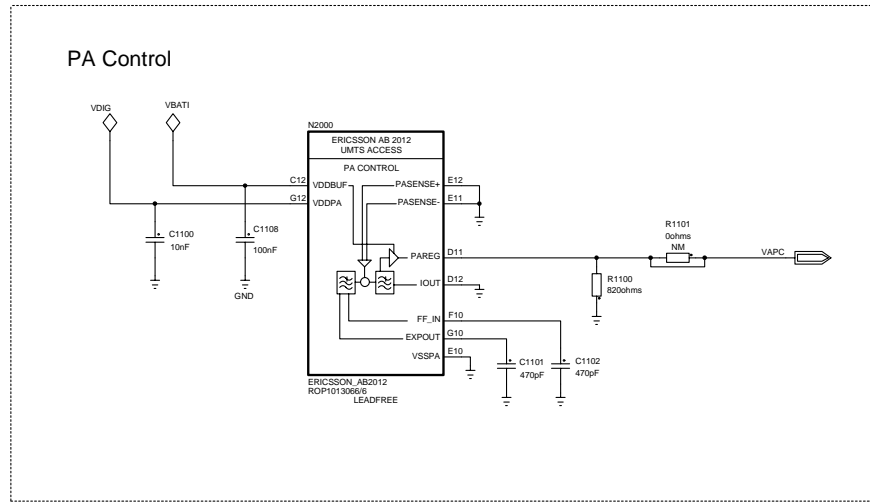 PA Control
VDIG
VBATI
N2000
ERICSSON AB 2012
UMTS ACCESS
PA CONTROL
C12
VDDBUF
PASENSE+
E12
G12
VDDPA
PASENSE-
E11
C1100
10nF
C1108
100nF
GND
R1101
0ohms
NM
VAPC
PAREG
D11
R1100
820ohms
IOUT
D12
FF_IN
F10
EXPOUT
G10
VSSPA
E10
C1101
470pF
C1102
470pF
ERICSSON_AB2012
ROP1013066/6
LEADFREE